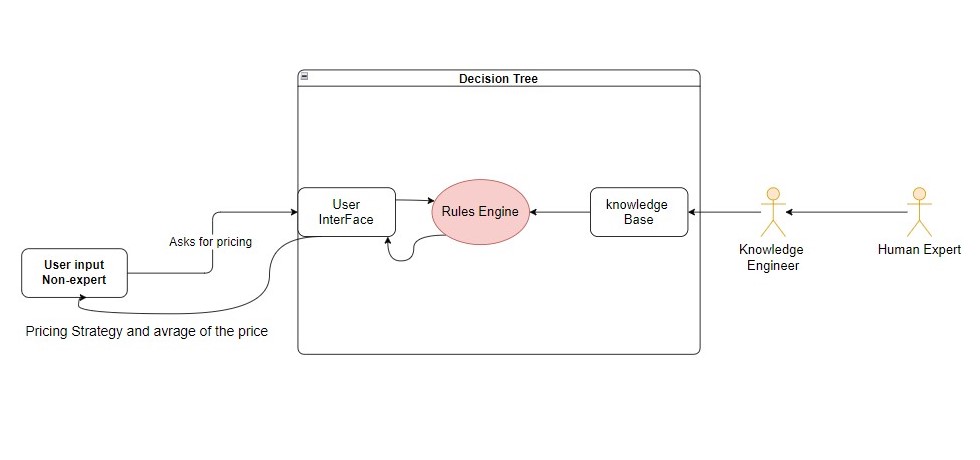 Decision Tree
User
InterFace
Rules Engine
knowledge
Base
Asks for pricing
User input
Non-expert
Knowledge
Engineer
Human Expert
Pricing Strategy and avrage of the price